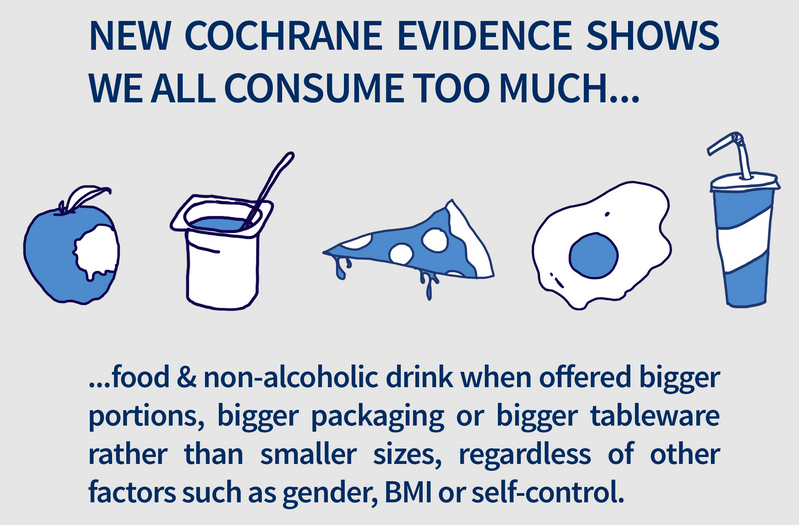 NEW COCHRANE EVIDENCE SHOWS
WE ALL CONSUME TOO MUCH...
...food & non-alcoholic drink when offered bigger
portions, bigger packaging or bigger tableware
rather than smaller sizes, regardless of other
factors such as gender, BMI or self-control.